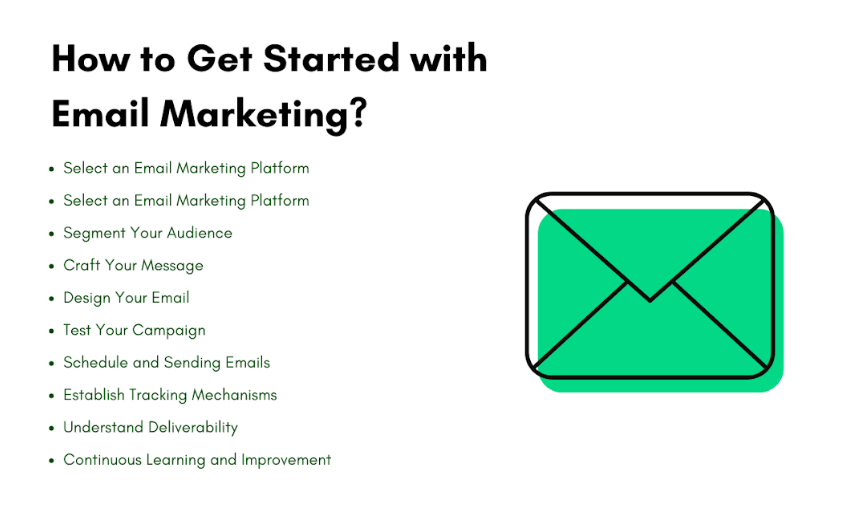 How to Get Started with
Email Marketing?
• Select an Email Marketing Platform
• Select an Email Marketing Platform
• Segment Your Audience
• Craft Your Message
• Design Your Email
• Test Your Campaign
• Schedule and Sending Emails
• Establish Tracking Mechanisms
• Understand Deliverability
• Continuous Learning and Improvement